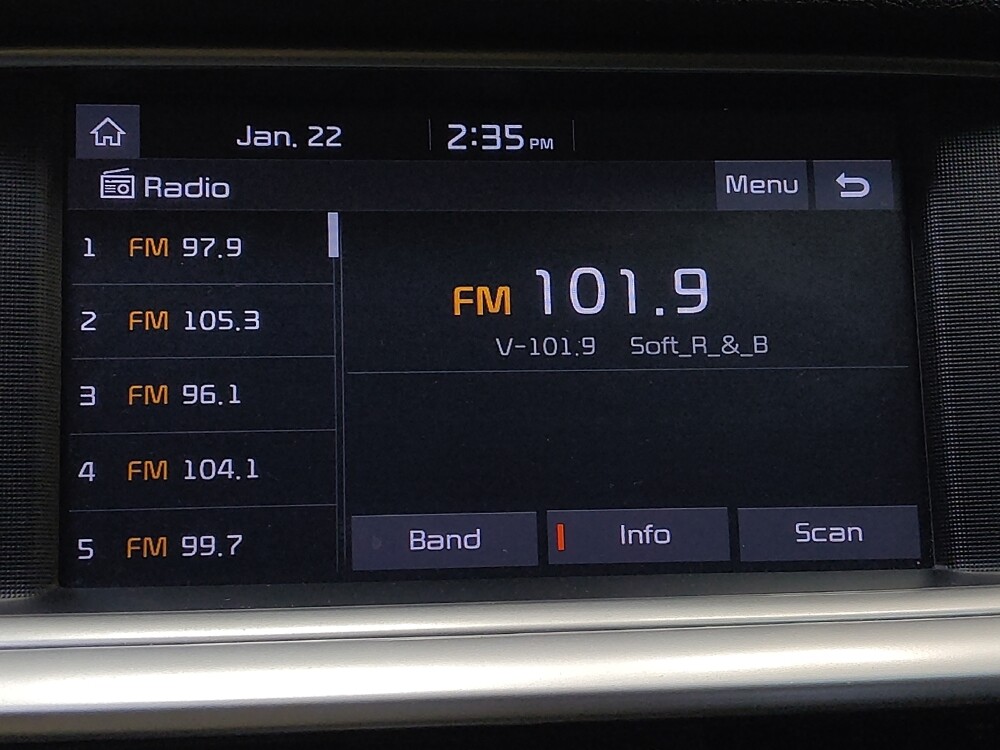 Jan. 22 2:35 PM
Radio Menu
1 FM 97.9
2 FM 105.3
3 FM 96.1
4 FM 104.1
5 FM 99.7
FM 101.9
V-101.9 Soft_R_&_B
Band Info Scan